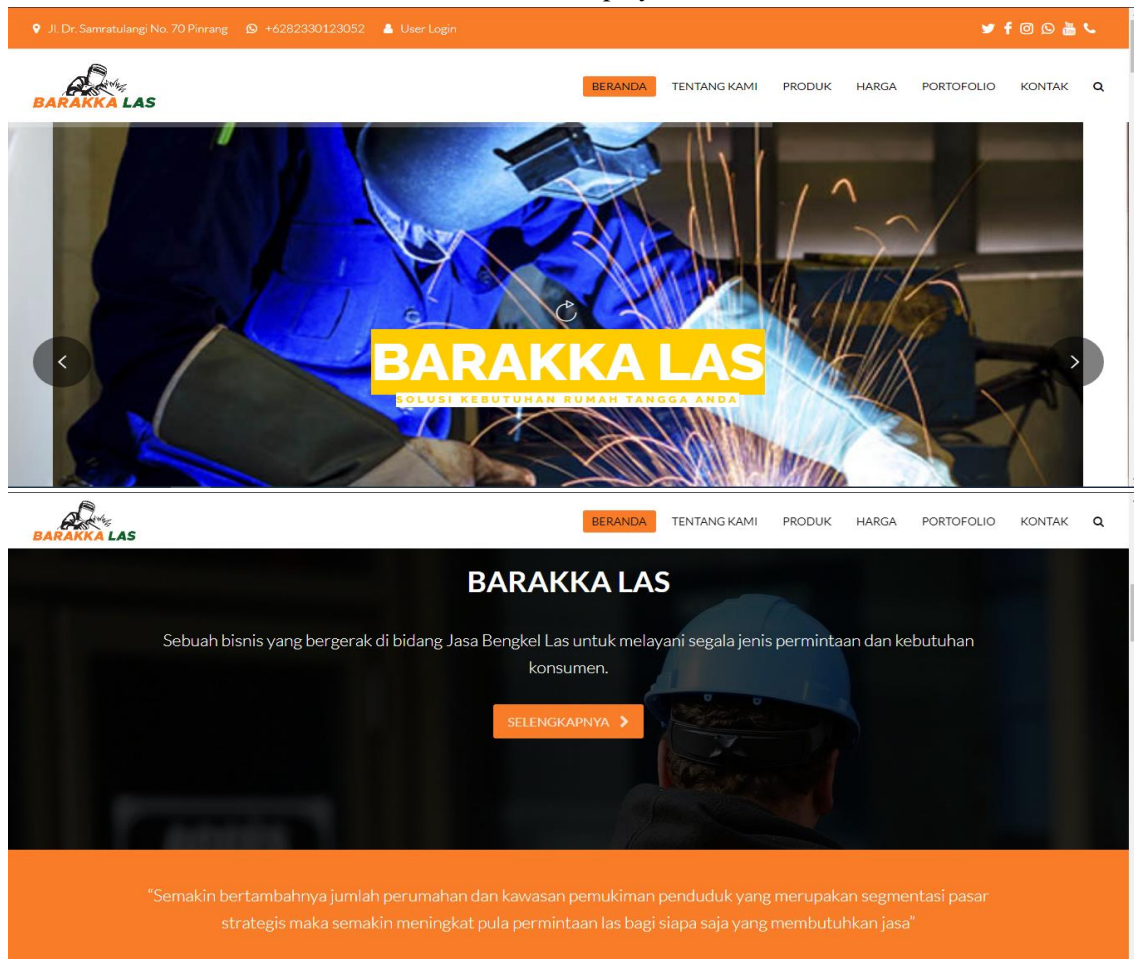 Jl. Dr. Samratulangi No. 70 Pinrang +6282330123052 User Login
BARAKKA LAS
BERANDA TENTANG KAMI PRODUK HARGA PORTOFOLIO KONTAK
BARAKKA LAS
SOLUSI KEBUTUHAN RUMAH TANGGA ANDA
BARAKKA LAS
BERANDA TENTANG KAMI PRODUK HARGA PORTOFOLIO KONTAK
BARAKKA LAS
Sebuah bisnis yang bergerak di bidang Jasa Bengkel Las untuk melayani segala jenis permintaan dan kebutuhan
konsumen.
SELENGKAPNYA
“Semakin bertambahnya jumlah perumahan dan kawasan pemukiman penduduk yang merupakan segmentasi pasar
strategis maka semakin meningkat pula permintaan las bagi siapa saja yang membutuhkan jasa”